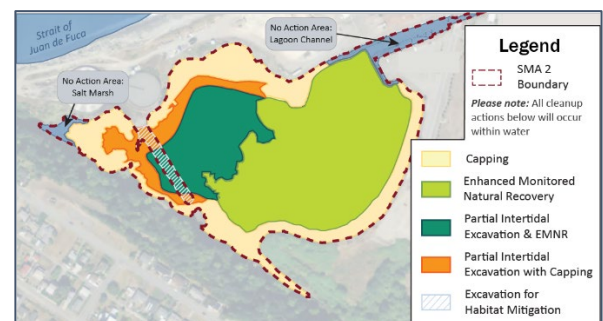 Strait of
Juan de Fuca
No Action Area:
Salt Marsh
No Action Area:
Lagoon Channel
Legend
SMA 2
Boundary
Please note: All cleanup
actions below will occur
within water
Capping
Enhanced Monitored
Natural Recovery
Partial Intertidal
Excavation & EMNR
Partial Intertidal
Excavation with Capping
Excavation for
Habitat Mitigation